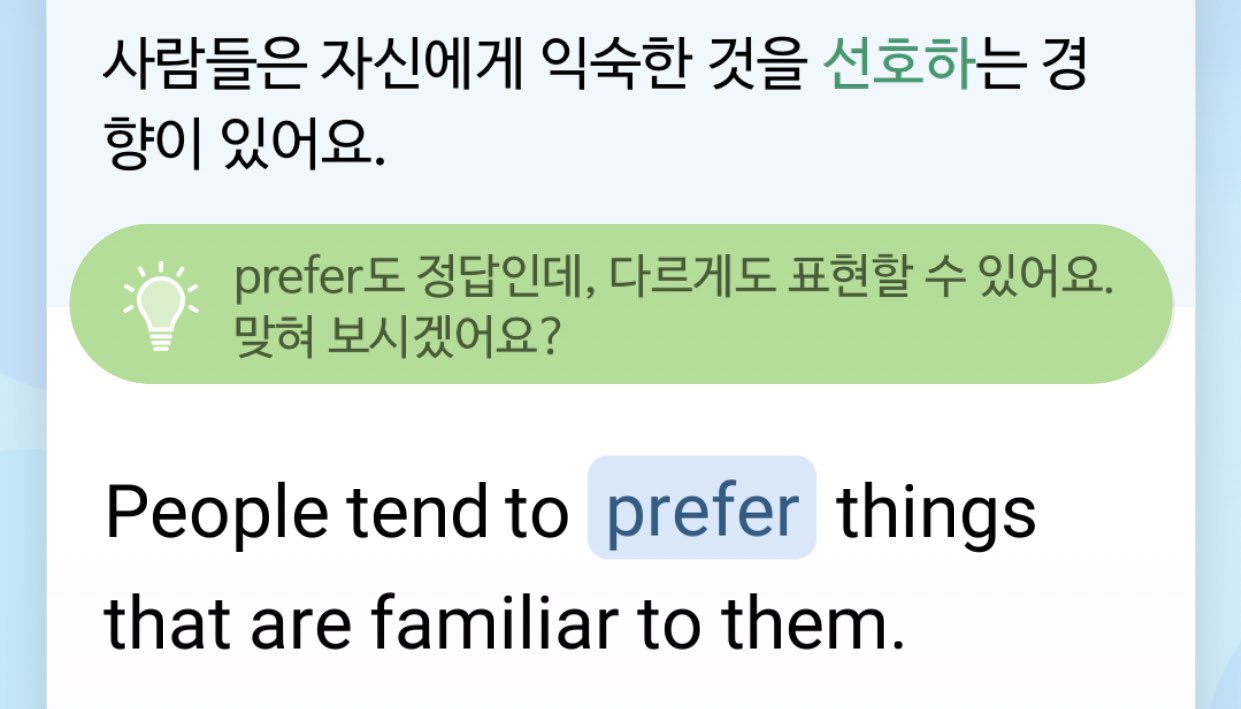 사람들은 자신에게 익숙한 것을 선호하는 경
향이 있어요.
prefer도 정답인데, 다르게도 표현할 수 있어요.
맞혀 보시겠어요?
People tend to prefer things
that are familiar to them.